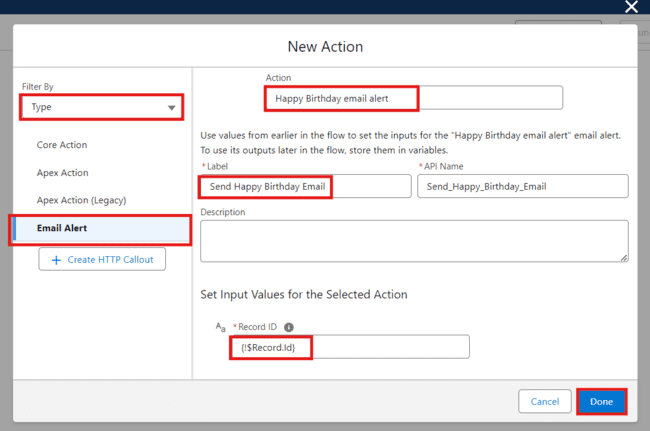 New Action
Filter By
Type
Core Action
Apex Action
Apex Action (Legacy)
Email Alert
+ Create HTTP Callout
Action
Happy Birthday email alert
Use values from earlier in the flow to set the inputs for the "Happy Birthday email alert" email alert.
To use its outputs later in the flow, store them in variables.
*Label
Send Happy Birthday Email
*API Name
Send_Happy_Birthday_Email
Description
Set Input Values for the Selected Action
Aa *Record ID
{!$Record.Id}
Cancel
Done